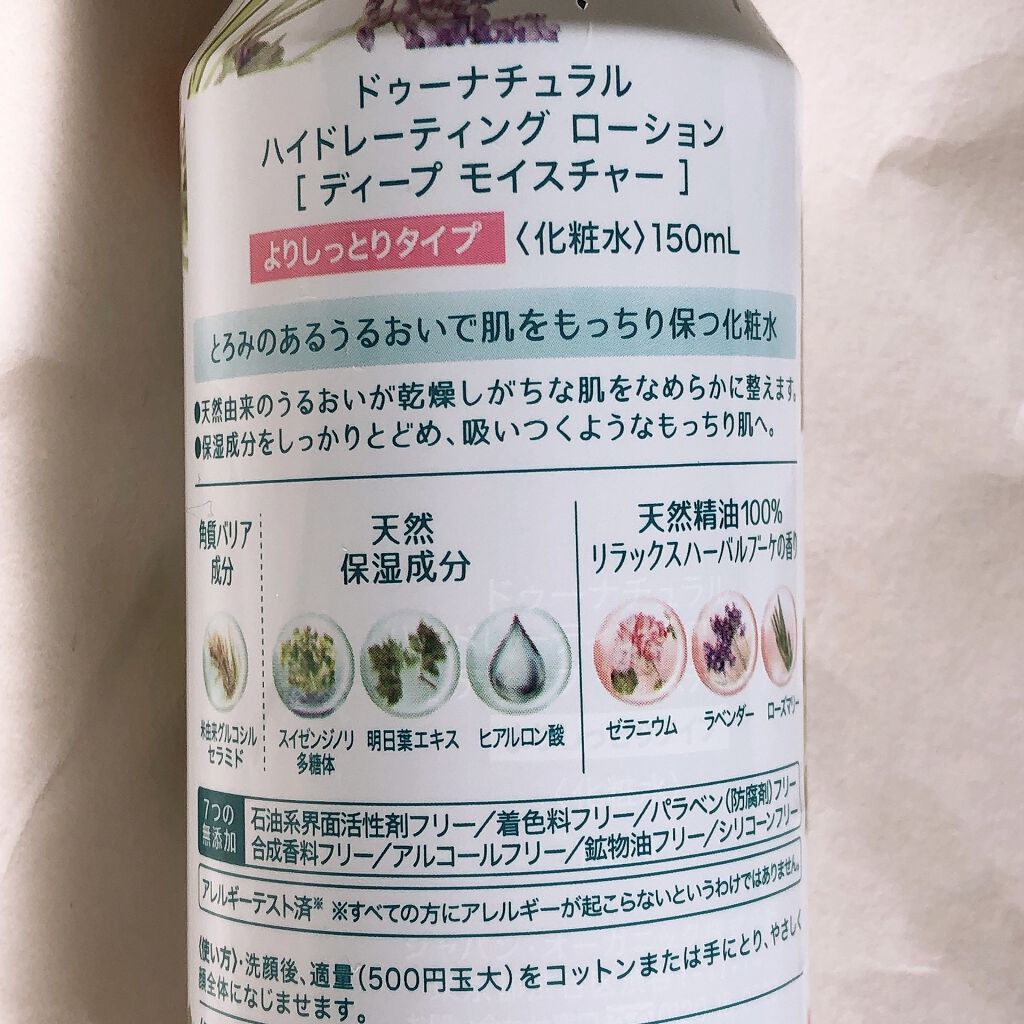 ドゥーナチュラル
ハイドレーティング ローション
[ ディープ モイスチャー ]
よりしっとりタイプ 〈化粧水〉150mL
とろみのあるうるおいで肌をもっちり保つ化粧水
●天然由来のうるおいが乾燥しがちな肌をなめらかに整えます。
●保湿成分をしっかりとどめ、吸いつくようなもっちり肌へ。
角質バリア
成分
米由来グルコシル
セラミド
天然
保湿成分
スイゼンジノリ
多糖体
明日葉エキス
ヒアルロン酸
天然精油100%
リラックスハーバルブーケの香り
ゼラニウム
ラベンダー
ローズマリー
7つの
無添加
石油系界面活性剤フリー/着色料フリー/パラベン(防腐剤)フリー
合成香料フリー/アルコールフリー/鉱物油フリー/シリコーンフリー
アレルギーテスト済※ ※すべての方にアレルギーが起こらないというわけではありません。
〈使い方〉・洗顔後、適量(500円玉大)をコットンまたは手にとり、やさしく
顔全体になじませます。